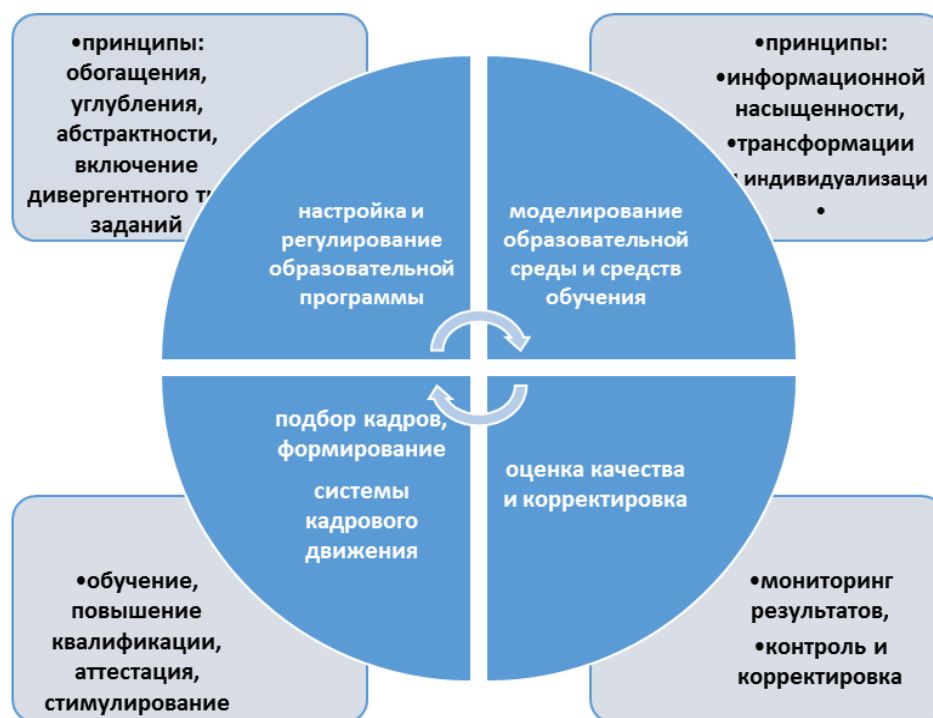 •принципы:
обогащения,
углубления,
абстрактности,
включение
дивергентного
заданий
•принципы:
•информационной
насыщенности,
•трансформации
индивидуализаци
•
настройка и
регулирование
образовательной
программы
моделирование
образовательной
среды и средств
обучения
подбор кадров,
формирование
системы
кадрового
движения
оценка качества
и корректировка
•обучение,
повышение
квалификации,
аттестация,
стимулирование
•мониторинг
результатов,
•контроль и
корректировка